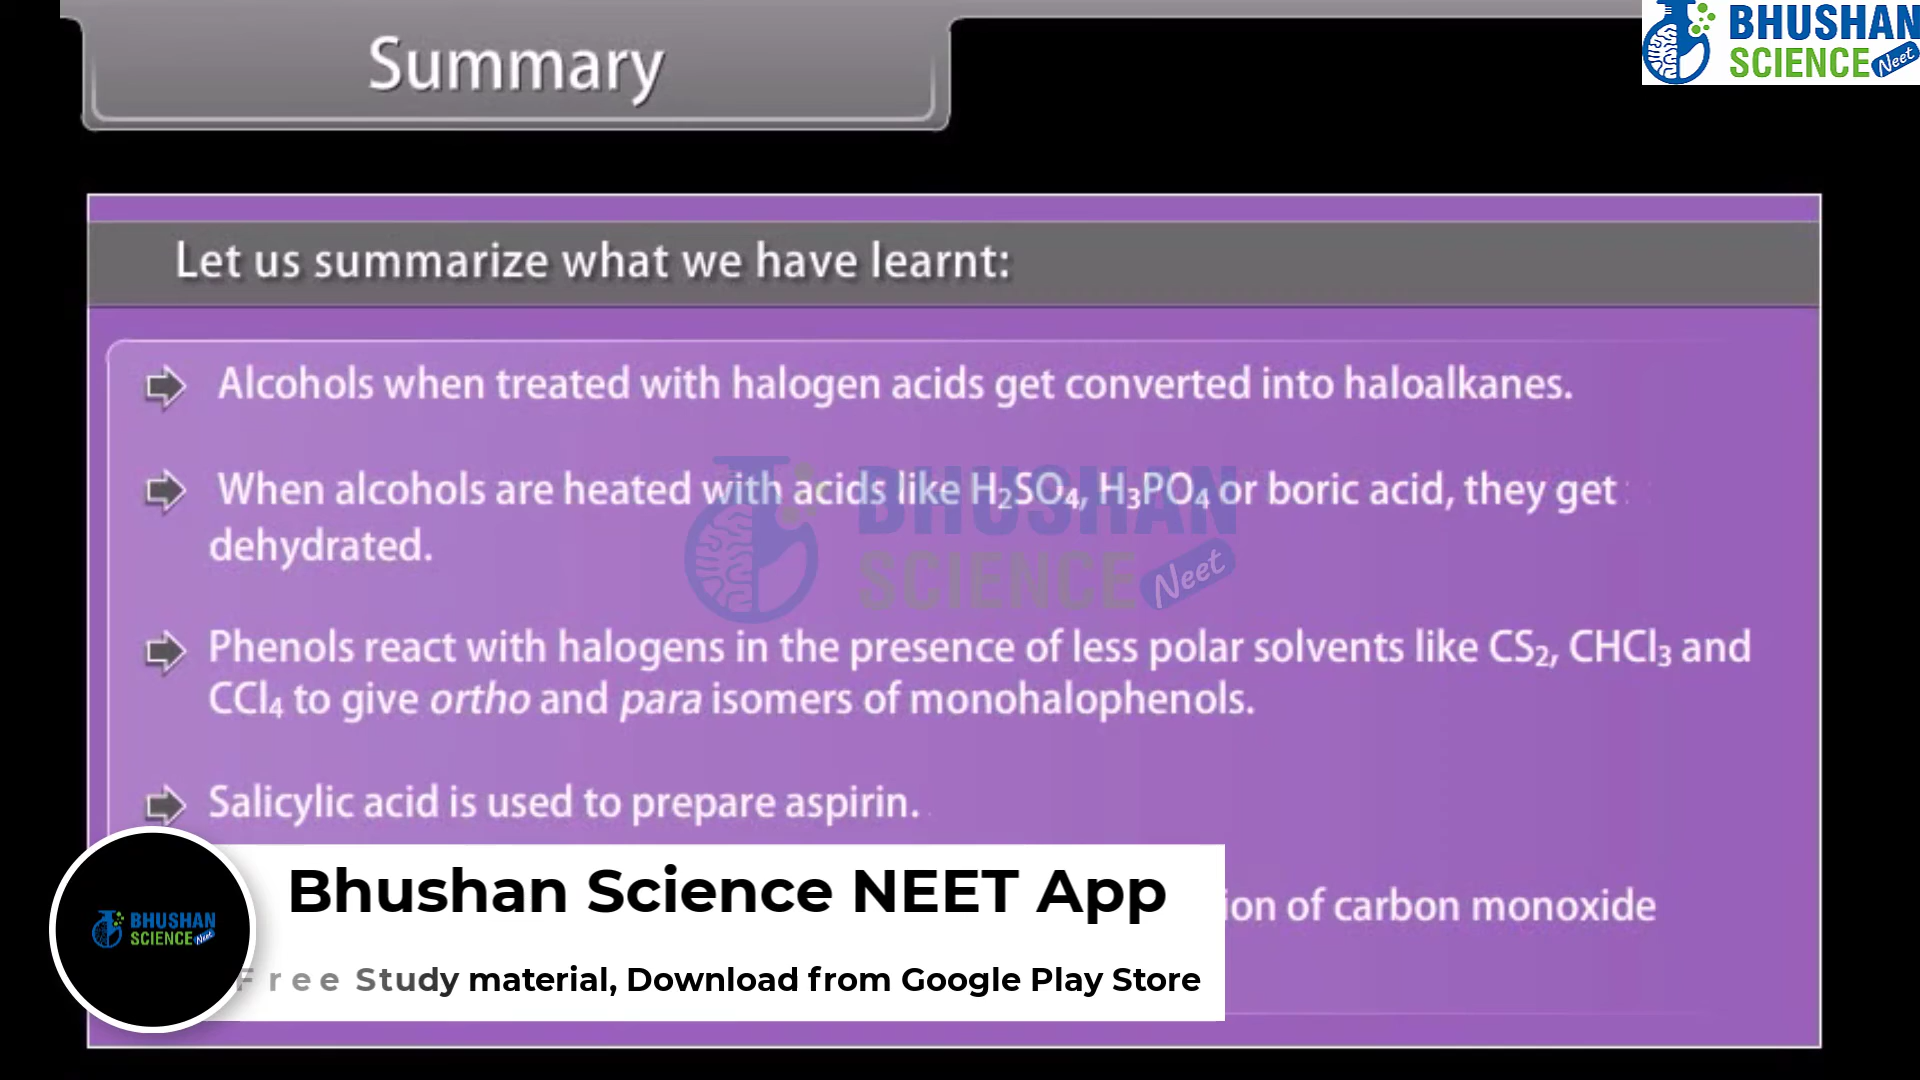 Summary
BHUSHAN
SCIENCE Neet
Let us summarize what we have learnt:
Alcohols when treated with halogen acids get converted into haloalkanes.
When alcohols are heated with acids like H₂SO₄, H₃PO₄ or boric acid, they get
dehydrated.
BHUSHAN
SCIENCE Neet
Phenols react with halogens in the presence of less polar solvents like CS₂, CHCl₃ and
CCl₄ to give ortho and para isomers of monohalophenols.
Salicylic acid is used to prepare aspirin.
Bhushan Science NEET App
of carbon monoxide
BHUSHAN
SCIENCE Neet
Free Study material, Download from Google Play Store